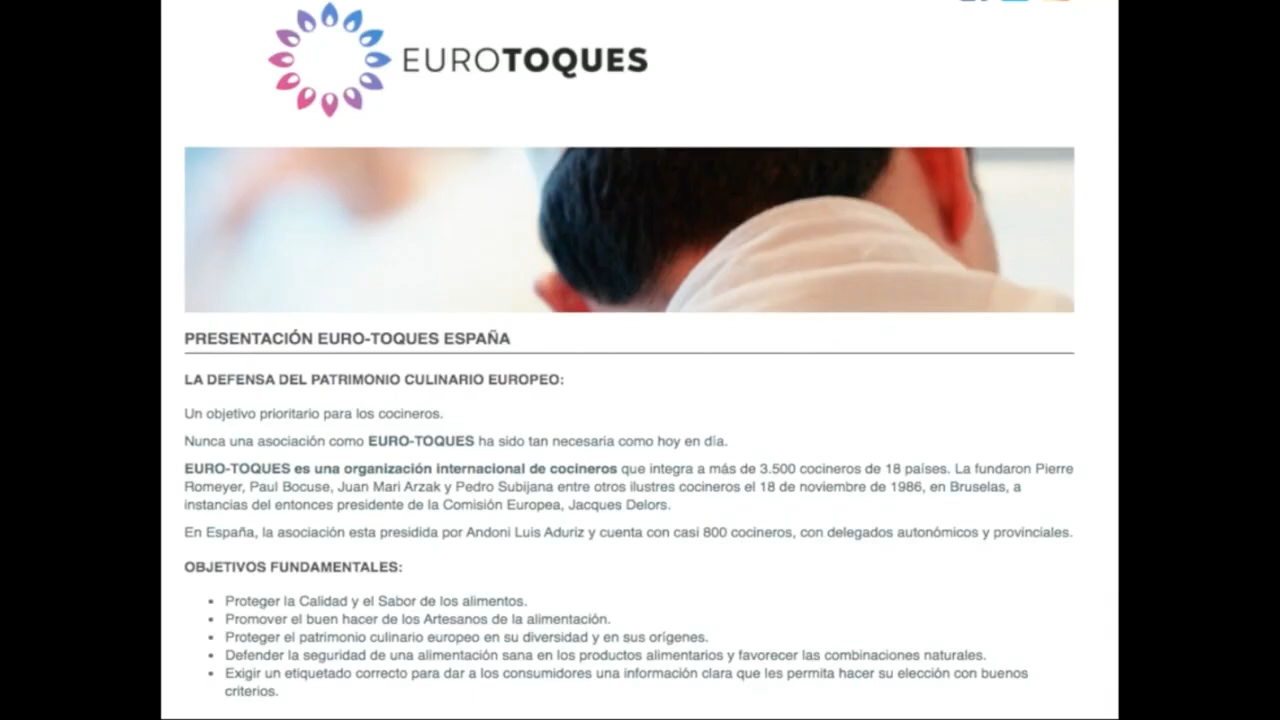 EUROTOQUES
PRESENTACIÓN EURO-TOQUES ESPAÑA
LA DEFENSA DEL PATRIMONIO CULINARIO EUROPEO:
Un objetivo prioritario para los cocineros.
Nunca una asociación como EURO-TOQUES ha sido tan necesaria como hoy en día.
EURO-TOQUES es una organización internacional de cocineros que integra a más de 3.500 cocineros de 18 países. La fundaron Pierre
Romeyer, Paul Bocuse, Juan Mari Arzak y Pedro Subijana entre otros ilustres cocineros el 18 de noviembre de 1986, en Bruselas, a
instancias del entonces presidente de la Comisión Europea, Jacques Delors.
En España, la asociación esta presidida por Andoni Luis Aduriz y cuenta con casi 800 cocineros, con delegados autonómicos y provinciales.
OBJETIVOS FUNDAMENTALES:
• Proteger la Calidad y el Sabor de los alimentos.
• Promover el buen hacer de los Artesanos de la alimentación.
• Proteger el patrimonio culinario europeo en su diversidad y en sus orígenes.
• Defender la seguridad de una alimentación sana en los productos alimentarios y favorecer las combinaciones naturales.
• Exigir un etiquetado correcto para dar a los consumidores una información clara que les permita hacer su elección con buenos
criterios.